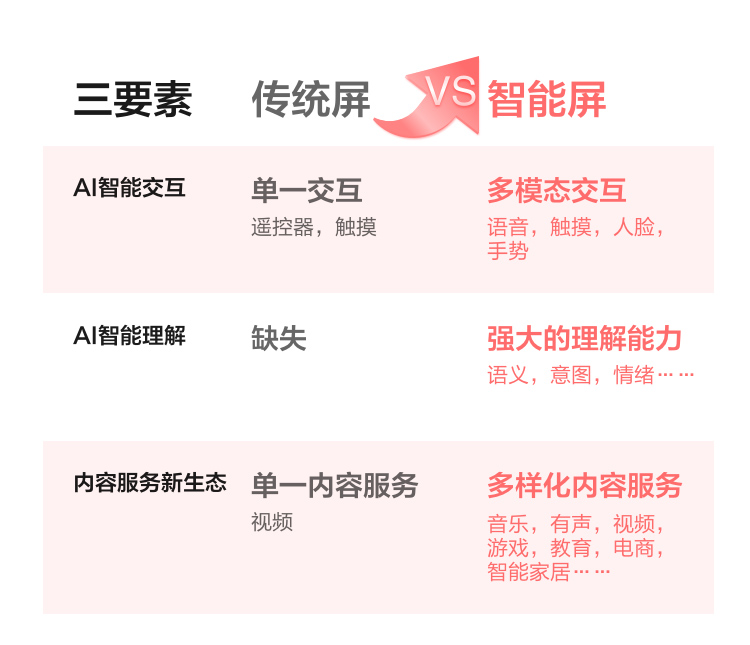 三要素 传统屏 VS 智能屏
AI智能交互 单一交互 多模态交互
遥控器，触摸 语音，触摸，人脸，
手势
AI智能理解 缺失 强大的理解能力
语义，意图，情绪……
内容服务新生态 单一内容服务 多样化内容服务
视频 音乐，有声，视频，
游戏，教育，电商，
智能家居……